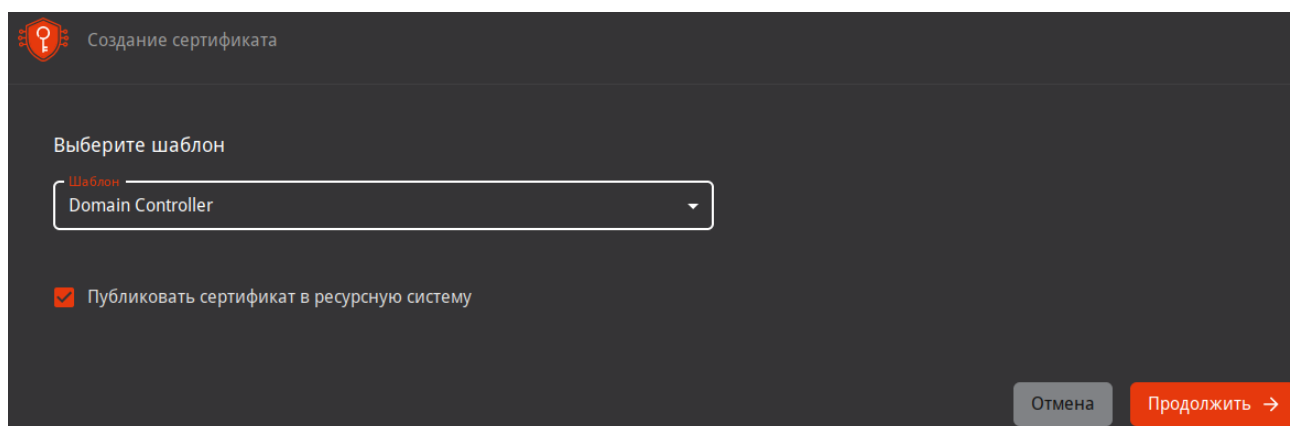 Создание сертификата
Выберите шаблон
Шаблон
Domain Controller
Публиковать сертификат в ресурсную систему
Отмена
Продолжить →